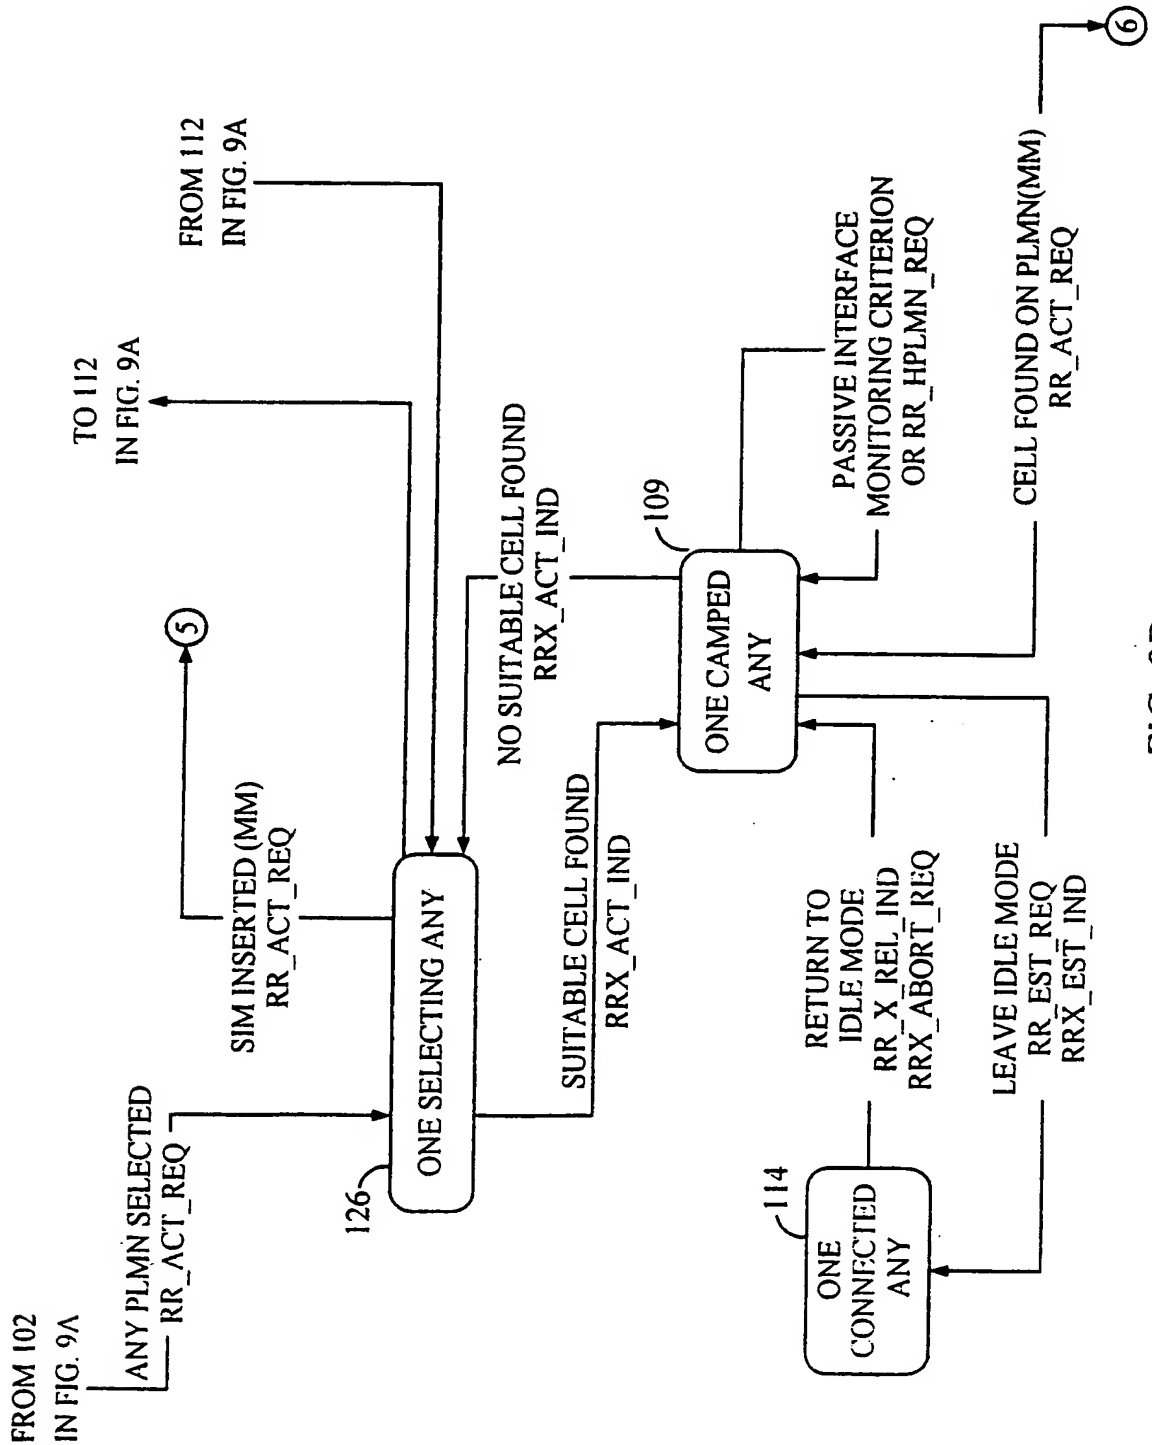 FROM 102
IN FIG. 9A
ANY PLMN SELECTED
RR_ACT_REQ
126
ONE SELECTING ANY
SIM INSERTED (MM)
RR_ACT_REQ
5
TO 112
IN FIG. 9A
FROM 112
IN FIG. 9A
SUITABLE CELL FOUND
RRX_ACT_IND
NO SUITABLE CELL FOUND
RRX_ACT_IND
109
ONE CAMPED
ANY
PASSIVE INTERFACE
MONITORING CRITERION
OR RR_HPLMN_REQ
114
ONE
CONNECTED
ANY
RETURN TO
IDLE MODE
RR_X_REL_IND
RRX_ABORT_REQ
LEAVE IDLE MODE
RR_EST_REQ
RRX_EST_IND
CELL FOUND ON PLMN(MM)
RR_ACT_REQ
6